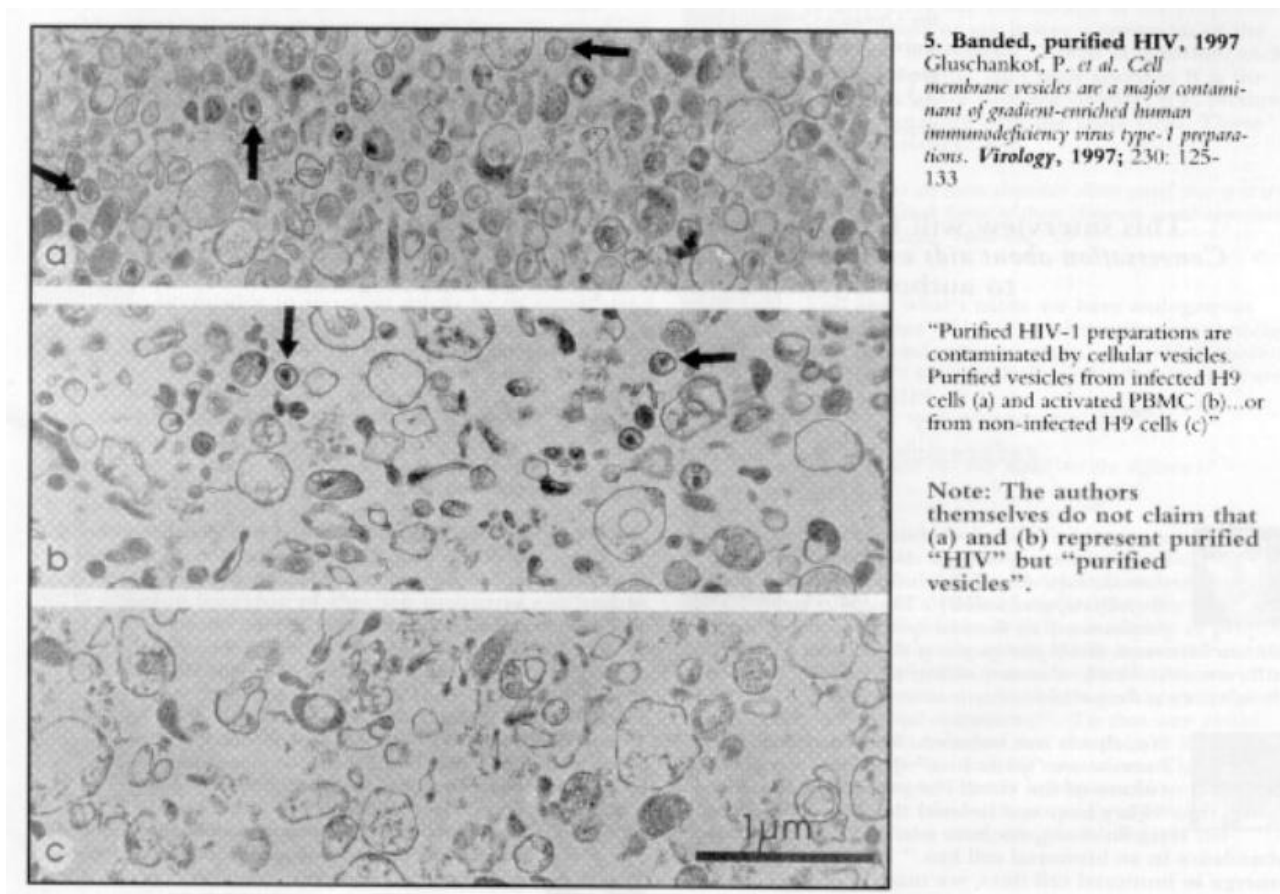 a
b
c
1μm
5. Banded, purified HIV, 1997
Gluschankof, P. et al. Cell
membrane vesicles are a major contami-
nant of gradient-enriched human
immunodeficiency virus type-1 prepara-
tions. Virology, 1997; 230: 125-
133
"Purified HIV-1 preparations are
contaminated by cellular vesicles.
Purified vesicles from infected H9
cells (a) and activated PBMC (b)...or
from non-infected H9 cells (c)"
Note: The authors
themselves do not claim that
(a) and (b) represent purified
"HIV" but "purified
vesicles".